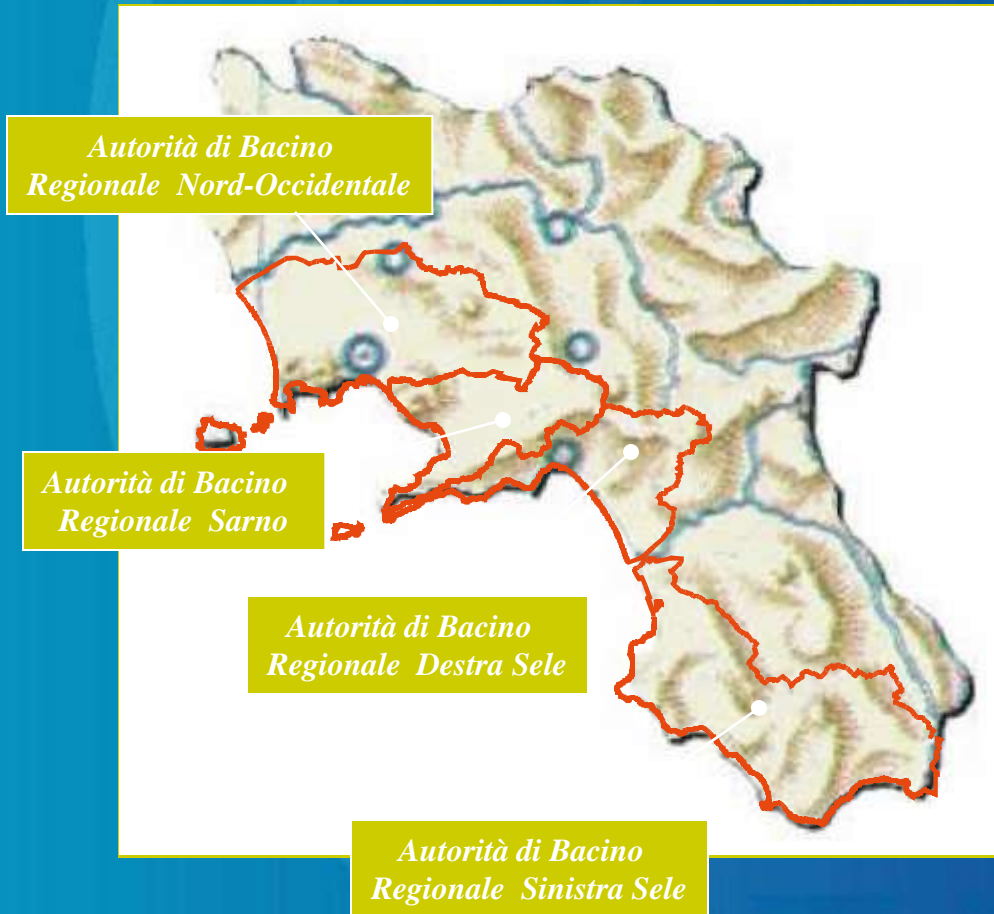 Autorità di Bacino
Regionale Nord-Occidentale
Autorità di Bacino
Regionale Sarno
Autorità di Bacino
Regionale Destra Sele
Autorità di Bacino
Regionale Sinistra Sele